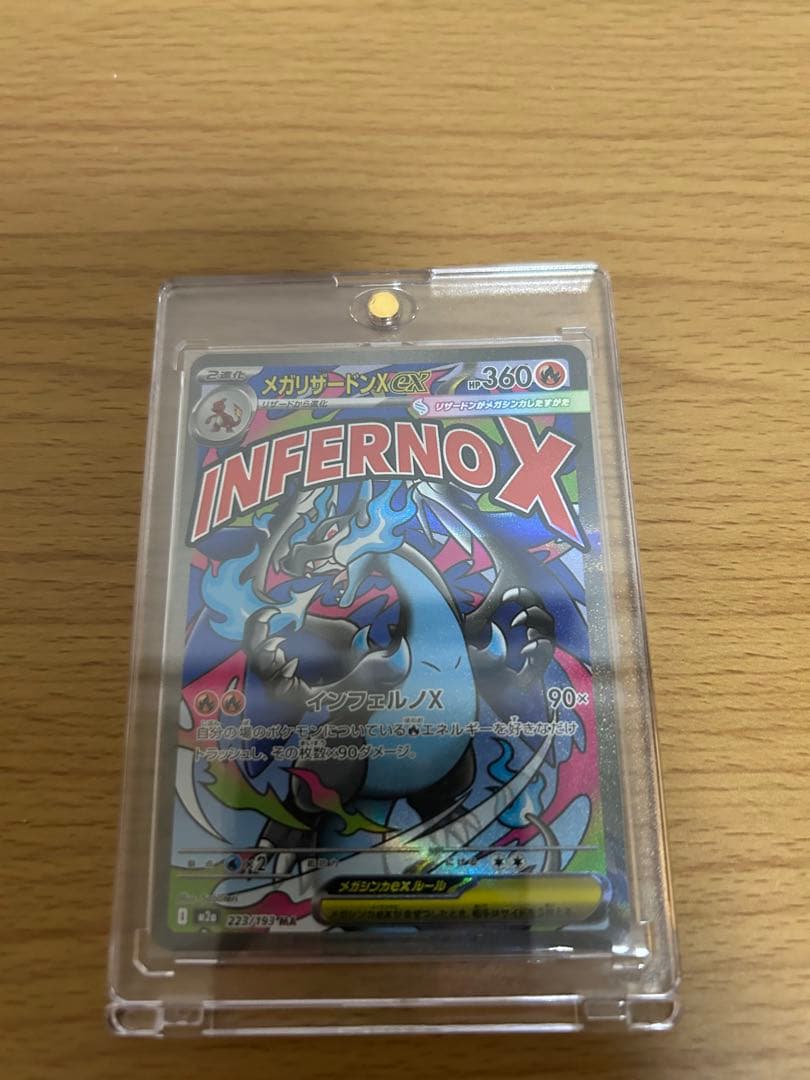 2進化
メガリザードンXex
HP360
リザードから進化
リザードンがメガシンカしたすがた
INFERNO X
インフェルノX 90×
自分の場のポケモンについている エネルギーを好きなだけ
トラッシュし、その枚数×90ダメージ。
×2
メガシンカexルール
223/193 MA